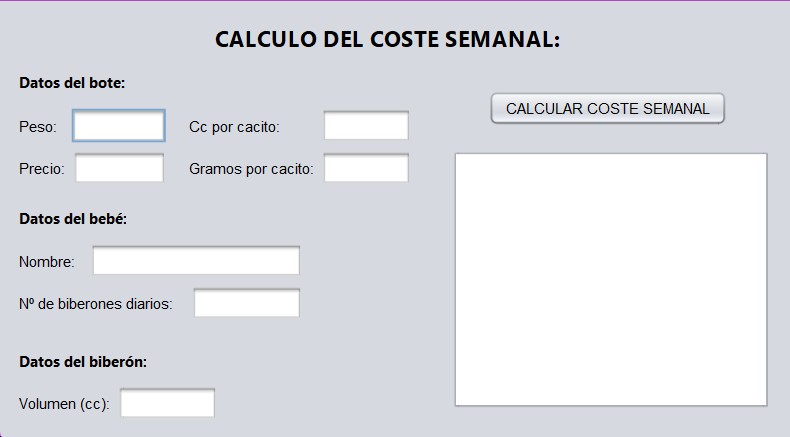 CALCULO DEL COSTE SEMANAL:
Datos del bote:
Peso:
Cc por cacito:
CALCULAR COSTE SEMANAL
Precio:
Gramos por cacito:
Datos del bebé:
Nombre:
Nº de biberones diarios:
Datos del biberón:
Volumen (cc):